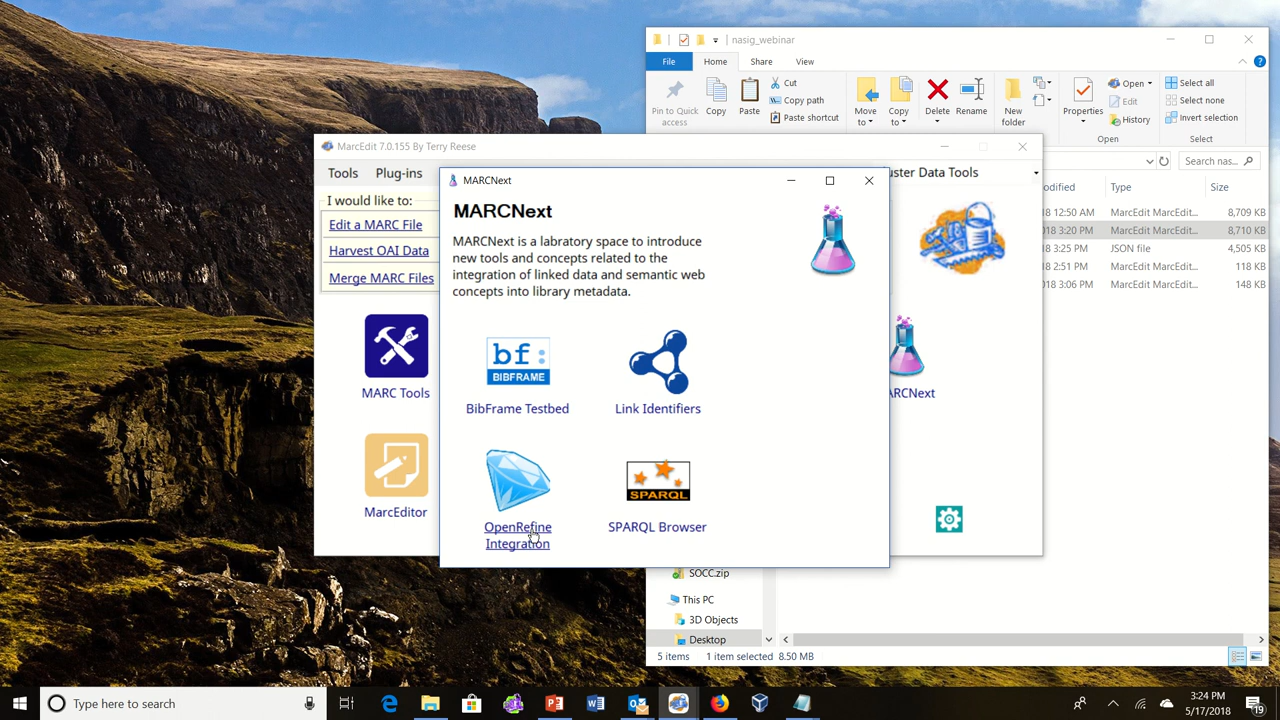 nasig_webinar
File
Home
Share
View
Pin to Quick
access
Copy
Paste
Cut
Copy path
Paste shortcut
Move
to
Copy
to
Delete
Rename
New
folder
Properties
Open
Edit
History
Open
Select all
Select none
Invert selection
Select
Search nas...
odified
Type
Size
18 12:50 AM MarcEdit MarcEdit... 8,709 KB
018 3:20 PM MarcEdit MarcEdit... 8,710 KB
018 3:25 PM JSON file 4,505 KB
018 2:51 PM MarcEdit MarcEdit... 118 KB
018 3:06 PM MarcEdit MarcEdit... 148 KB
MarcEdit 7.0.155 By Terry Reese
Tools
Plug-ins
uster Data Tools
I would like to:
Edit a MARC File
Harvest OAI Data
Merge MARC Files
MARC Tools
MarcEditor
ARCNext
MARCNext
MARCNext
MARCNext is a labratory space to introduce
new tools and concepts related to the
integration of linked data and semantic web
concepts into library metadata.
bf:
BIBFRAME
BibFrame Testbed
Link Identifiers
OpenRefine
Integration
SPARQL
SPARQL Browser
SOCC.zip
This PC
3D Objects
Desktop
5 items 1 item selected 8.50 MB
Type here to search
3:24 PM
5/17/2018
19